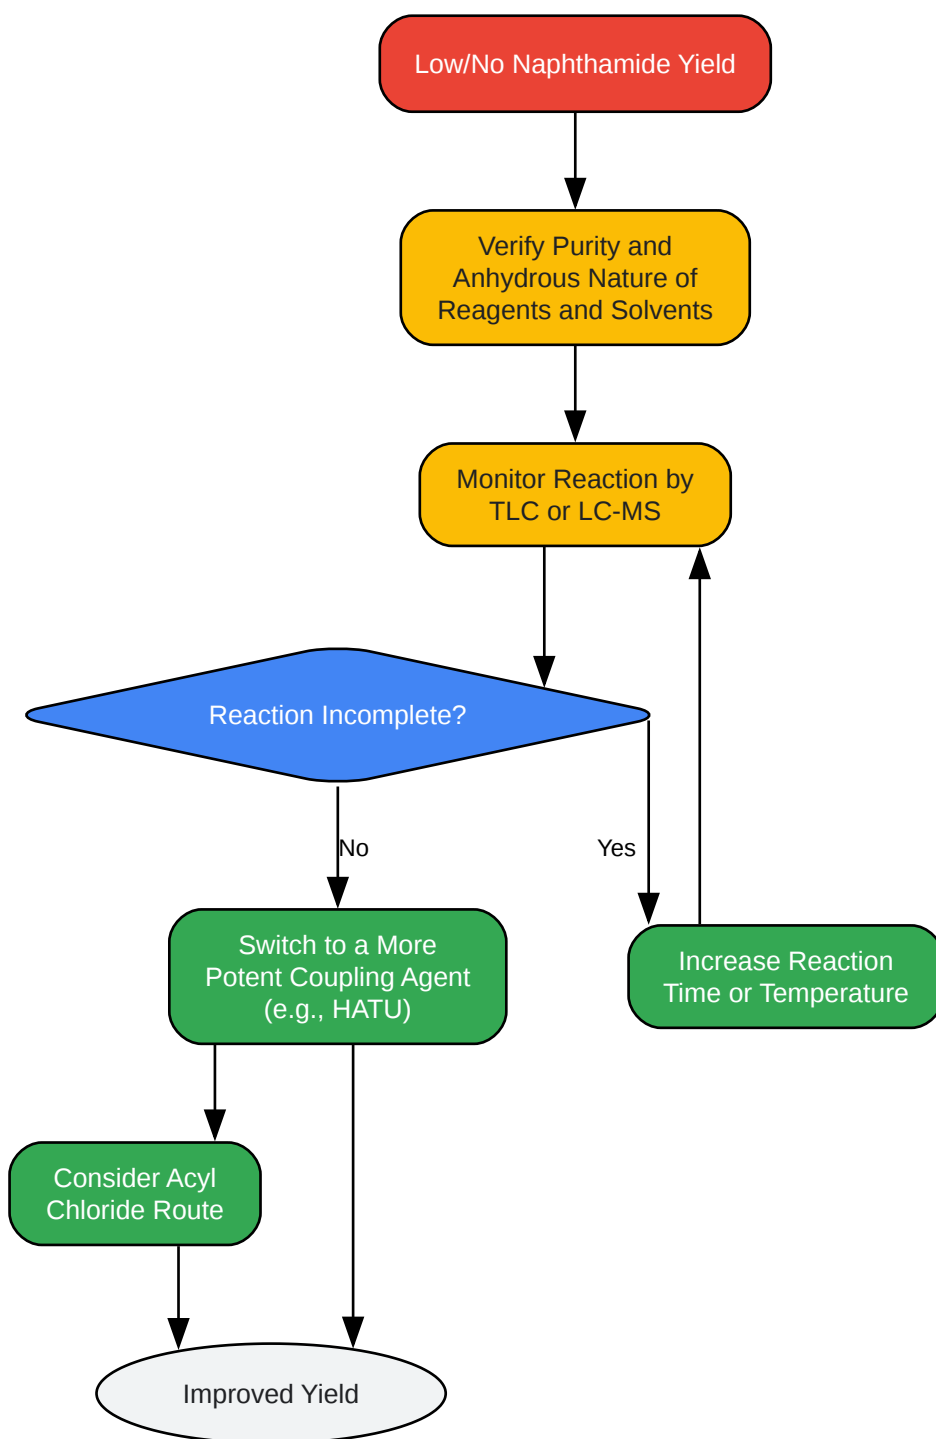 Low/No Naphthamide Yield
Verify Purity and
Anhydrous Nature of
Reagents and Solvents
Monitor Reaction by
TLC or LC-MS
Reaction Incomplete?
No
Yes
Switch to a More
Potent Coupling Agent
(e.g., HATU)
Increase Reaction
Time or Temperature
Consider Acyl
Chloride Route
Improved Yield